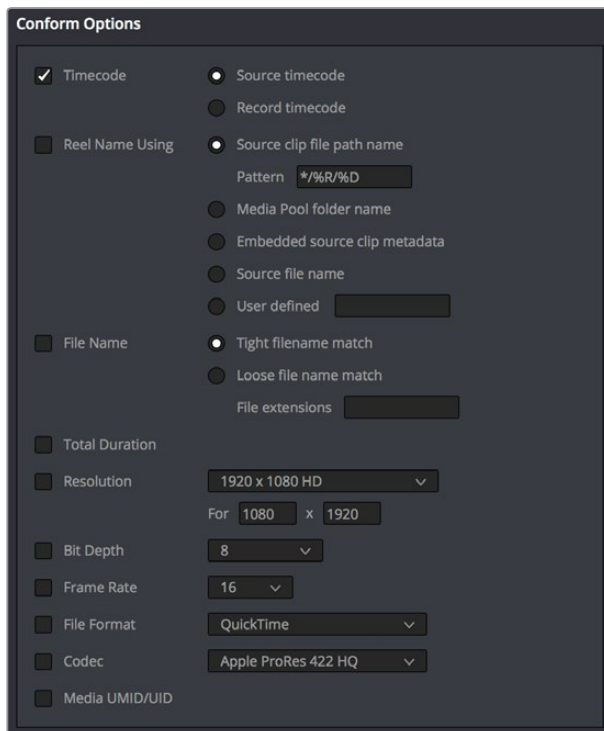 Conform Options
Timecode Source timecode
Record timecode
Reel Name Using Source clip file path name
Pattern */%R/%D
Media Pool folder name
Embedded source clip metadata
Source file name
User defined
File Name Tight filename match
Loose file name match
File extensions
Total Duration
Resolution 1920 x 1080 HD
For 1080 x 1920
Bit Depth 8
Frame Rate 16
File Format QuickTime
Codec Apple ProRes 422 HQ
Media UMID/UID